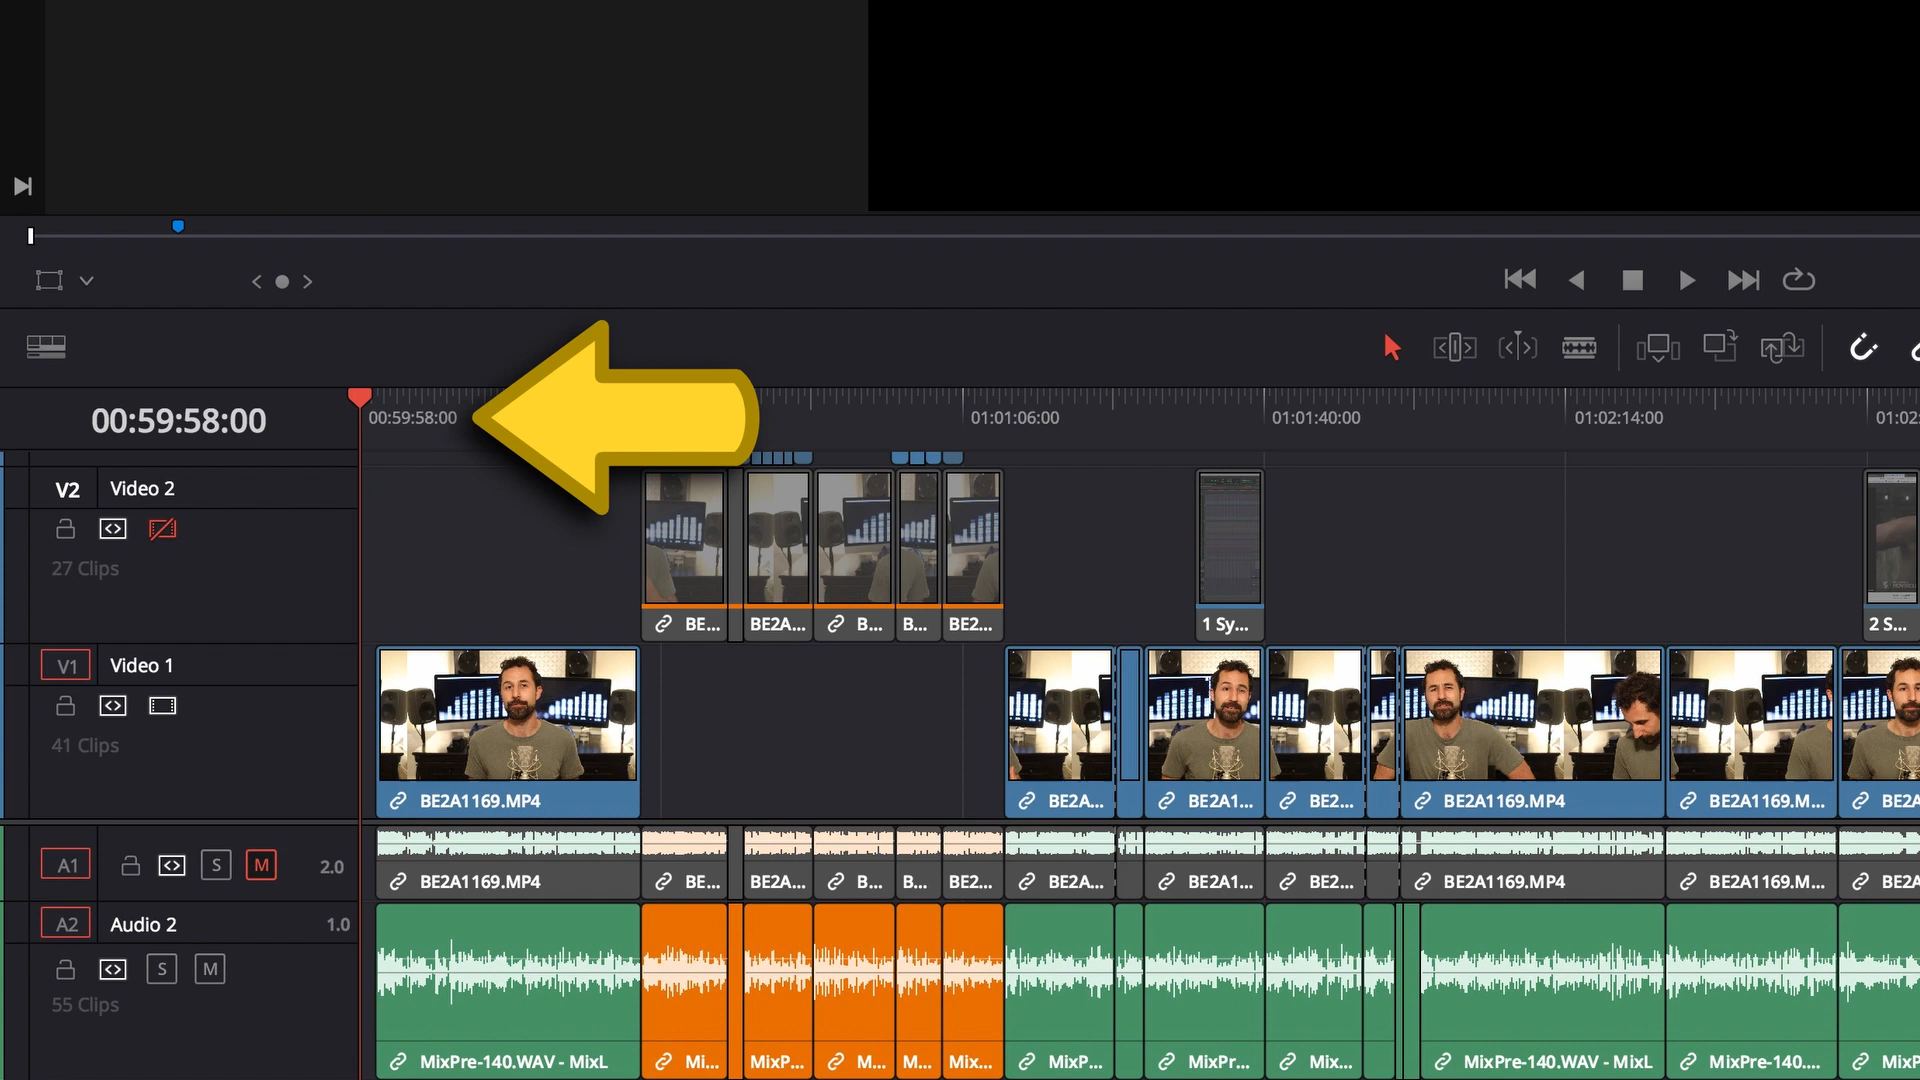 00:59:58:00
00:59:58:00 01:01:06:00 01:01:40:00 01:02:14:00 01:02
V2 Video 2
27 Clips
BE... BE2A... B... B... BE2... 1 Sy... 2 S...
V1 Video 1
41 Clips
BE2A1169.MP4 BE2A... BE2A1... BE2... BE2A1169.MP4 BE2A1169.M... BE2A
A1 S M 2.0
BE2A1169.MP4 BE... BE2A... B... B... BE2... BE2A... BE2A1... BE2... BE2A1169.MP4 BE2A1169.M... BE2A
A2 Audio 2 1.0
S M
55 Clips
MixPre-140.WAV - MixL Mi... MixP... M... M... Mix... MixP... MixPr... Mix... MixPre-140.WAV - MixL MixPre-140.... MixP